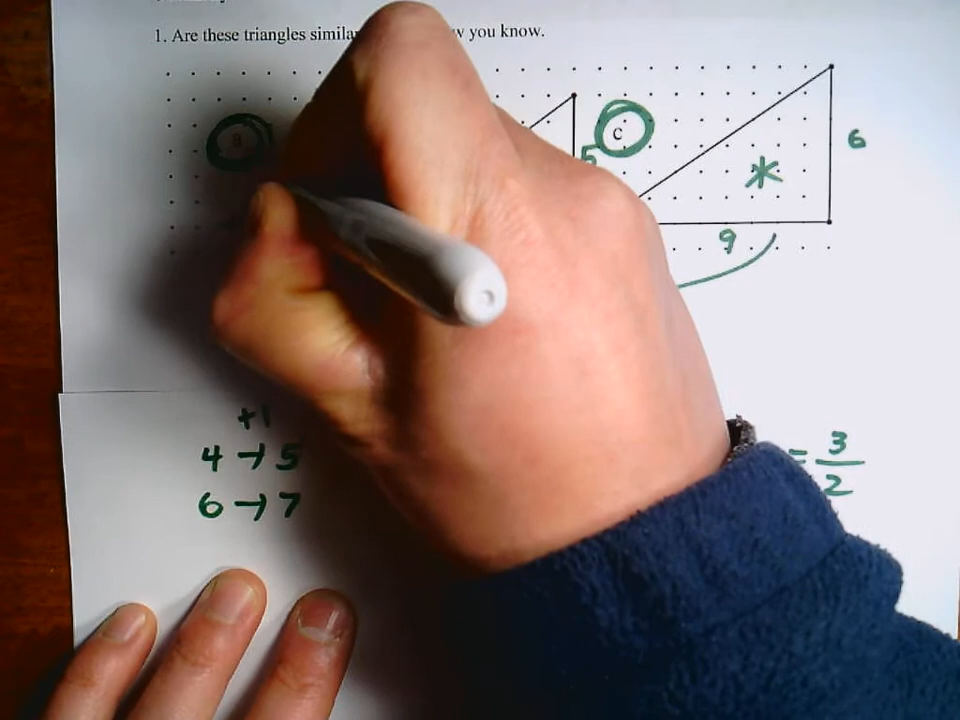 1. Are these triangles simila w you know.
C
5
6
9
+1
4 → 5
6 → 7
= 3/2